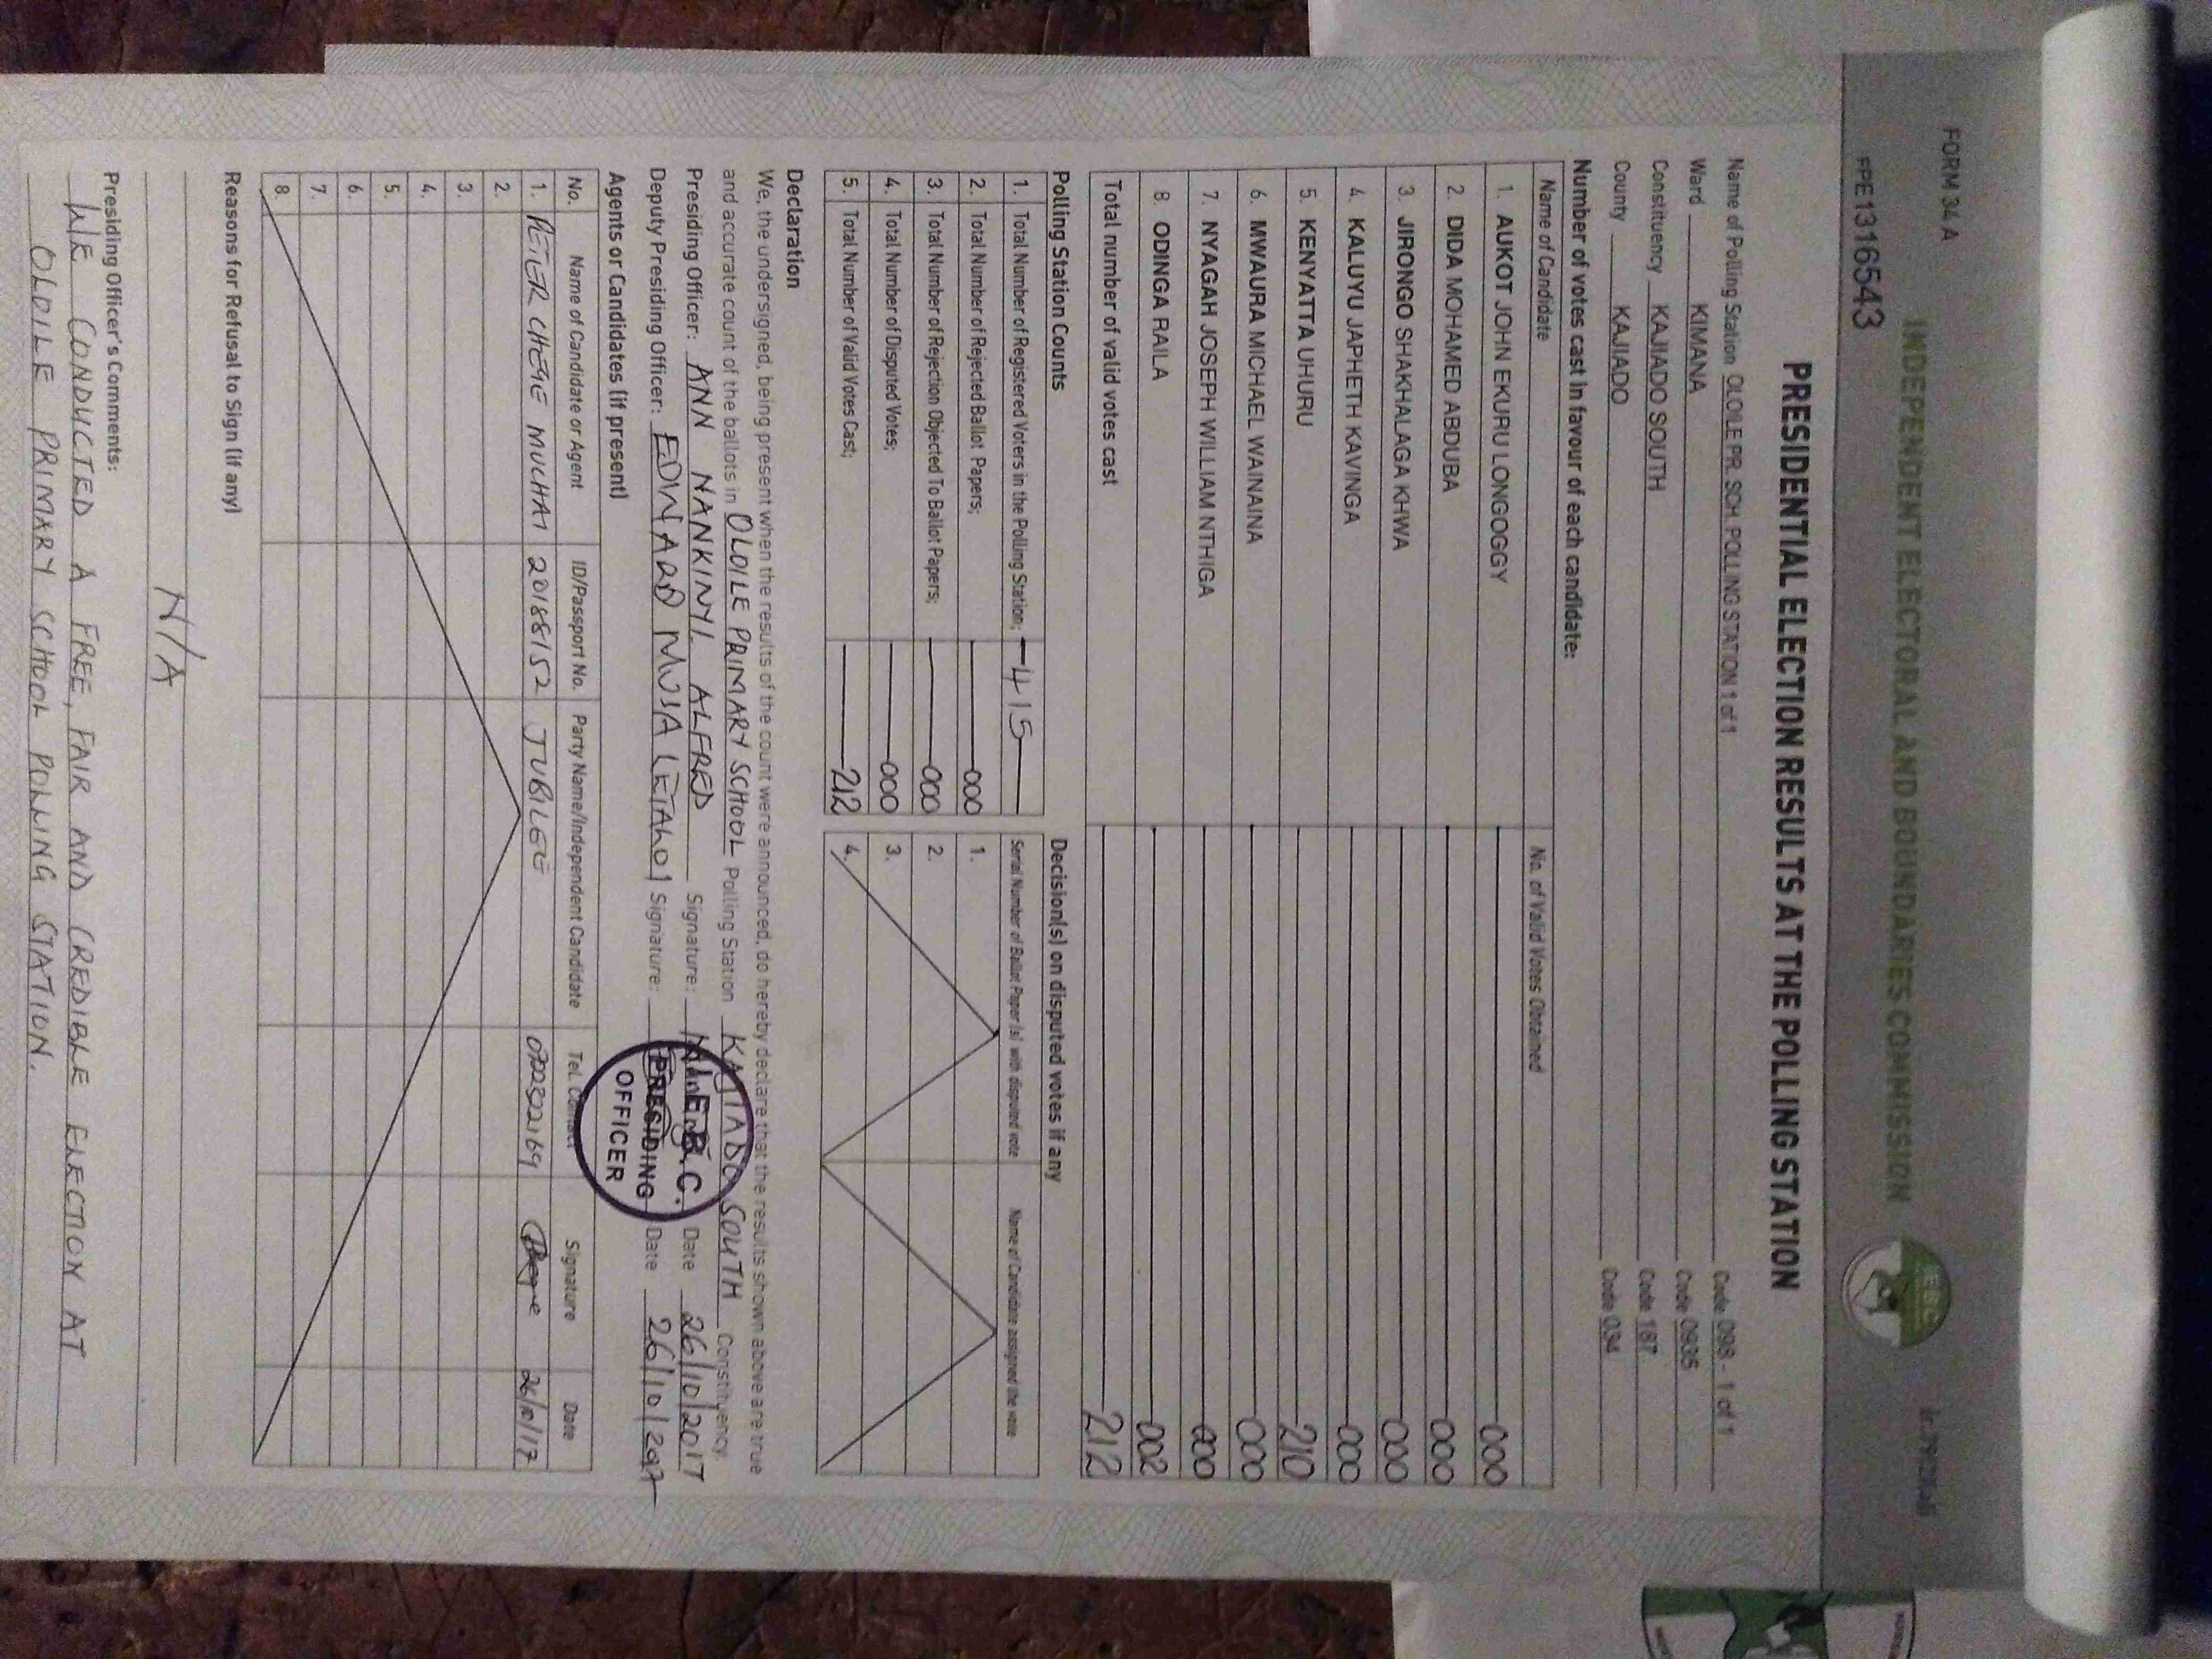 FORM 34 A
INDEPENDENT ELECTORAL AND BOUNDARIES COMMISSION
IEBC
PPE1316543
PRESIDENTIAL ELECTION RESULTS AT THE POLLING STATION
Name of Polling Station OLOILE PR. SCH. POLLING STATION 1 of 1 Code 098 - 1 of 1
Ward KIMANA Code 0935
Constituency KAJIADO SOUTH Code 187
County KAJIADO Code 034
Number of votes cast in favour of each candidate:
Name of Candidate No. of Valid Votes Obtained
1. AUKOT JOHN EKURU LONGOGGY 000
2. DIDA MOHAMED ABDUBA 000
3. JIRONGO SHAKHALAGA KHWA 000
4. KALUYU JAPHETH KAVINGA 000
5. KENYATTA UHURU 210
6. MWAURA MICHAEL WAINAINA 000
7. NYAGAH JOSEPH WILLIAM NTHIGA 000
8. ODINGA RAILA 002
Total number of valid votes cast 212
Polling Station Counts
1. Total Number of Registered Voters in the Polling Station; 415
2. Total Number of Rejected Ballot Papers; 000
3. Total Number of Rejection Objected To Ballot Papers; 000
4. Total Number of Disputed Votes; 000
5. Total Number of Valid Votes Cast; 212
Decision(s) on disputed votes if any
Serial Number of Ballot Paper (s) with disputed vote Name of Candidate assigned the vote
1.
2.
3.
4.
Declaration
We, the undersigned, being present when the results of the count were announced, do hereby declare that the results shown above are true
and accurate count of the ballots in OLOILE PRIMARY SCHOOL Polling Station KAJIADO SOUTH Constituency.
Presiding Officer: ANN NANKINYI ALFRED Signature: Date 26/10/2017
Deputy Presiding Officer: EDWARD MUSA Signature: Date 26/10/2017
I.E.B.C.
PRESIDING
OFFICER
Agents or Candidates (if present)
No. Name of Candidate or Agent ID/Passport No. Party Name/Independent Candidate Tel. Contact Signature Date
1. PETER CHEGE MUCHAI 20188152 JUBILEE 0722322169 26/10/17
2.
3.
4.
5.
6.
7.
8.
Reasons for Refusal to Sign (if any)
N/A
Presiding Officer's Comments:
WE CONDUCTED A FREE, FAIR AND CREDIBLE ELECTION AT
OLOILE PRIMARY SCHOOL POLLING STATION.